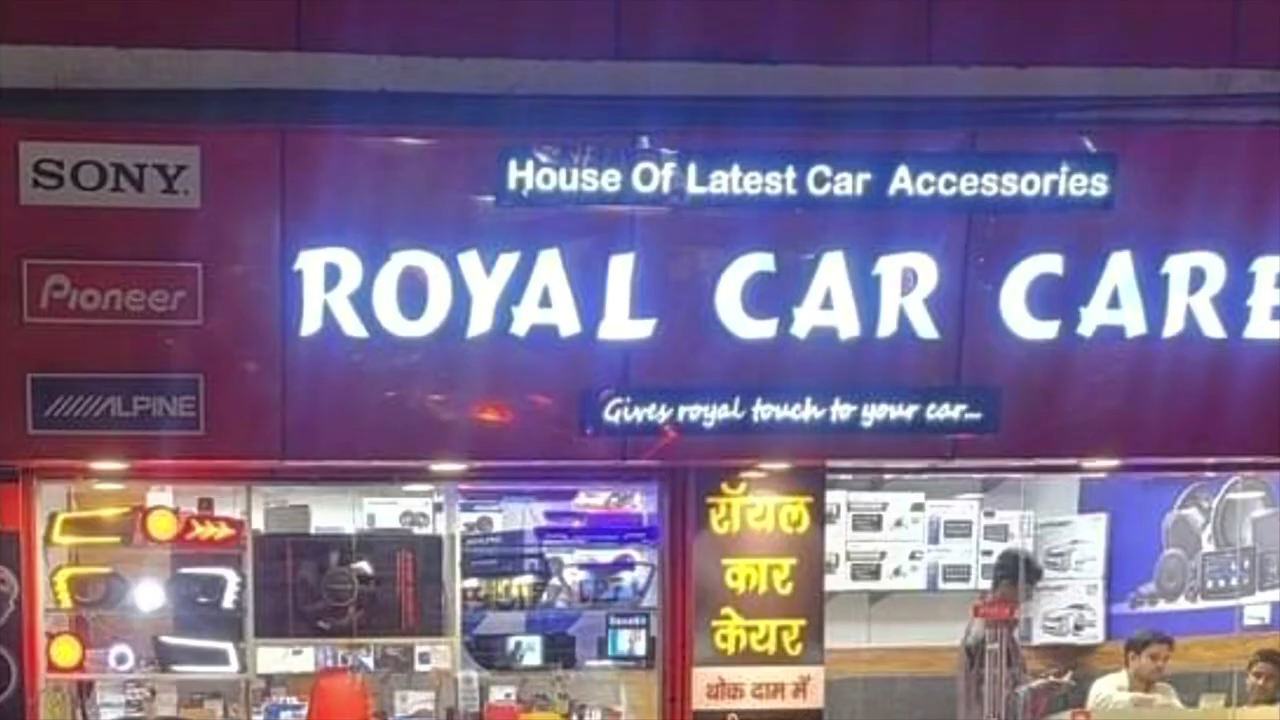 SONY
Pioneer
ALPINE
House Of Latest Car Accessories
ROYAL CAR CARE
Gives royal touch to your car...
रॉयल
कार
केयर
थोक दाम में